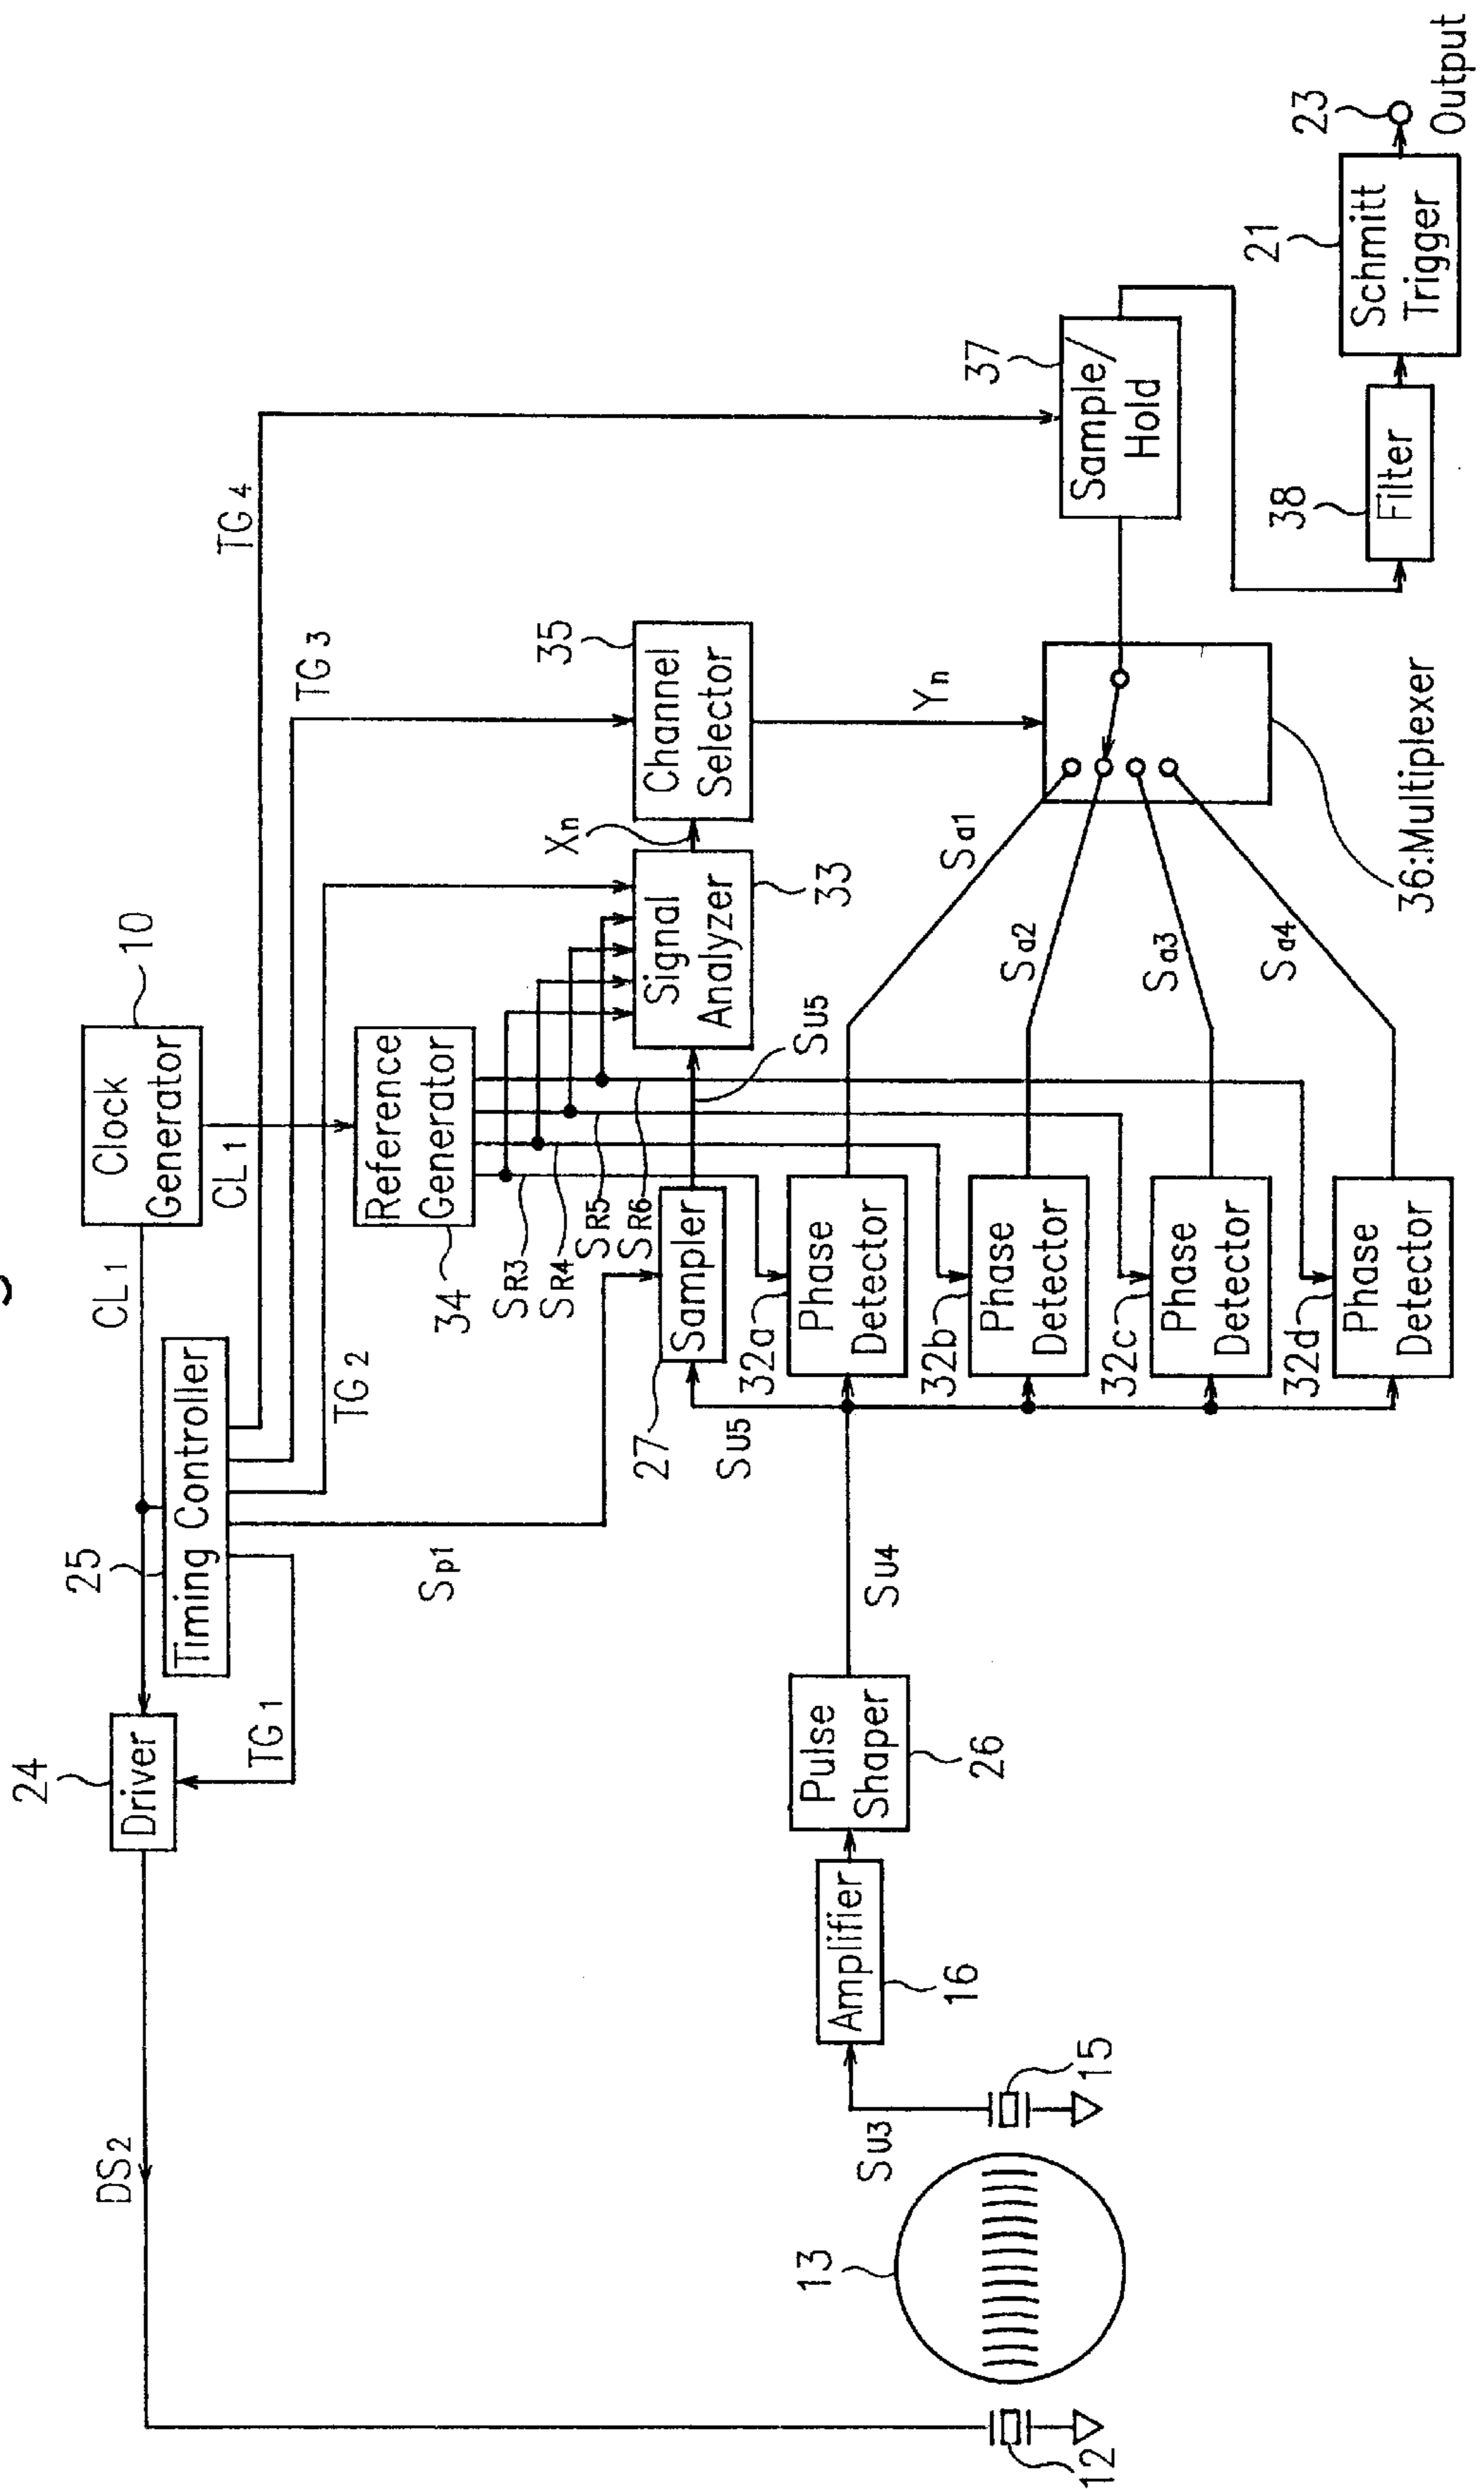 10
Clock
Generator
CL1
CL1
25
Timing Controller
24
Driver
DS2
TG1
TG2
TG3
TG4
Sp1
34
Reference
Generator
SR3
SR4
SR5
SR6
27
Sampler
SU5
SU5
33
Signal
Analyzer
Xn
35
Channel
Selector
Yn
12
13
15
SU3
16
Amplifier
26
Pulse
Shaper
SU4
32a
Phase
Detector
32b
Phase
Detector
32c
Phase
Detector
32d
Phase
Detector
Sa1
Sa2
Sa3
Sa4
36:Multiplexer
37
Sample/
Hold
38
Filter
21
Schmitt
Trigger
23
Output